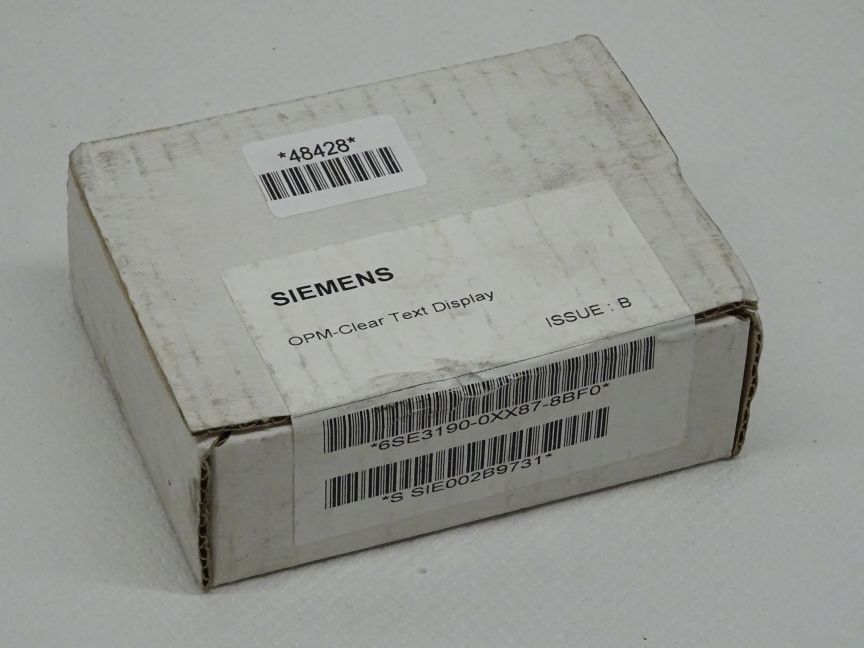 *48428*
SIEMENS
OPM-Clear Text Display
ISSUE : B
*6SE3190-0XX87-8BF0*
*S SIE002B9731*